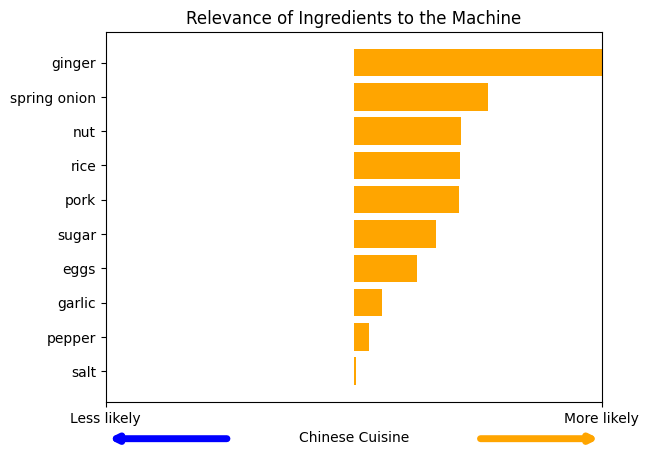 Relevance of Ingredients to the Machine
ginger
spring onion
nut
rice
pork
sugar
eggs
garlic
pepper
salt
Less likely
More likely
Chinese Cuisine